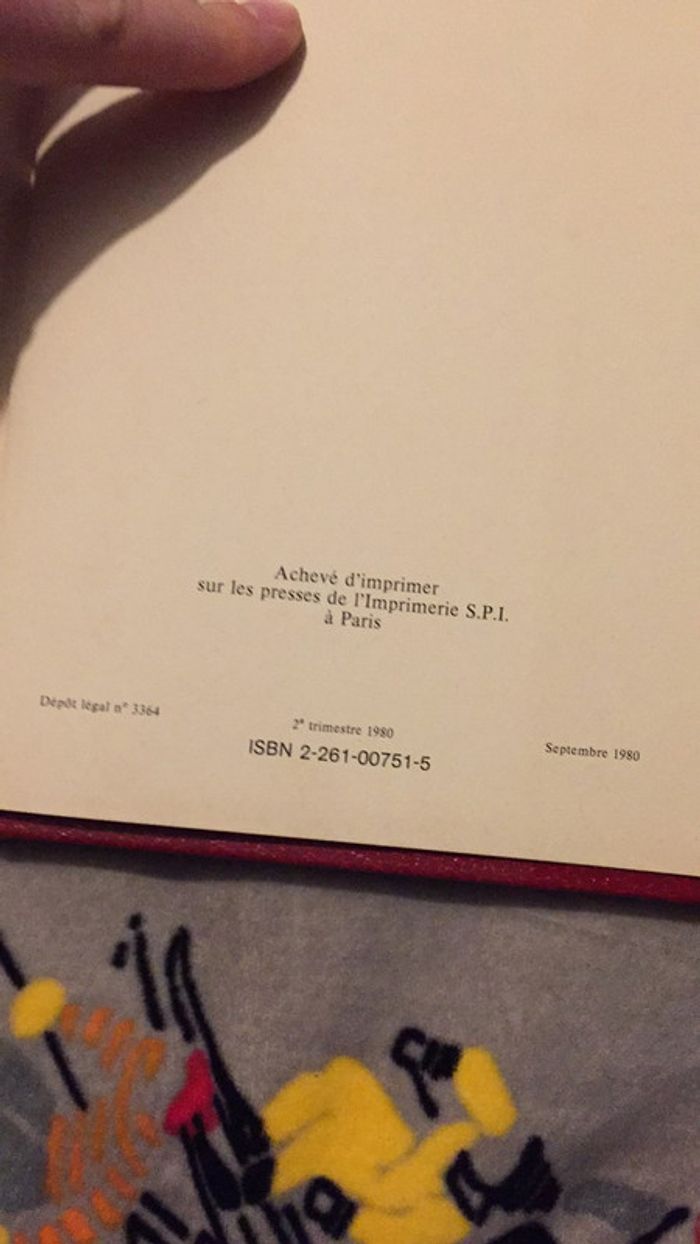 Achevé d'imprimer
sur les presses de l'Imprimerie S.P.I.
à Paris
Dépôt légal n° 3364
2e trimestre 1980
Septembre 1980
ISBN 2-261-00751-5